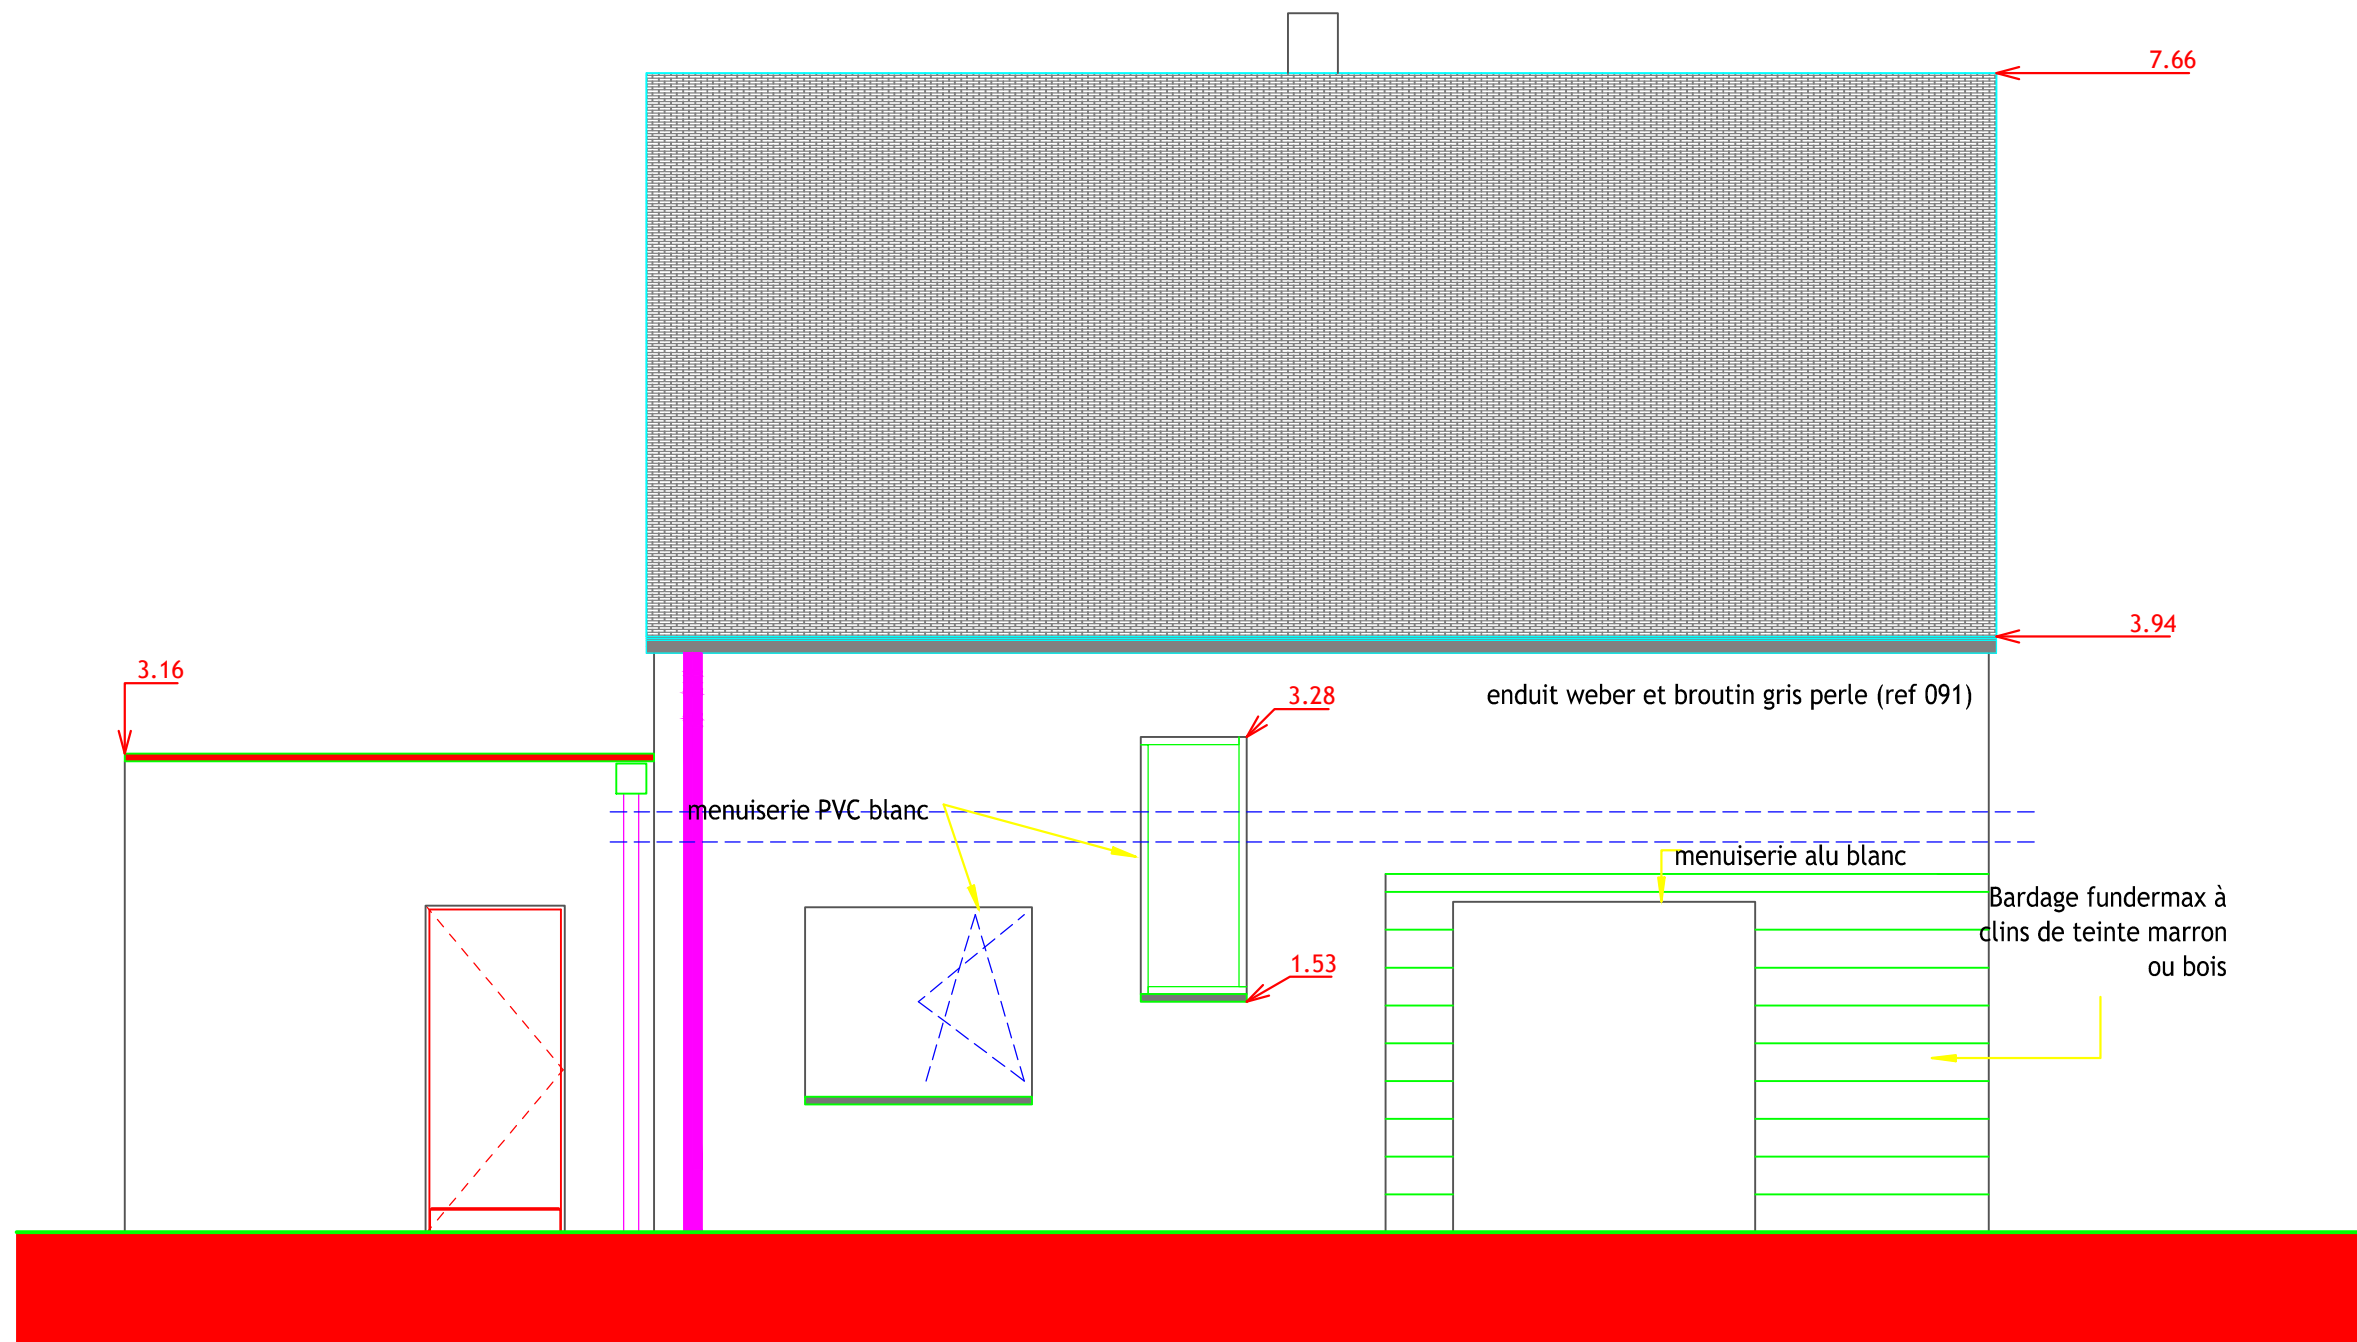 7.66
3.94
3.16
3.28
enduit weber et broutin gris perle (ref 091)
menuiserie PVC blanc
menuiserie alu blanc
Bardage fundermax à
clins de teinte marron
ou bois
1.53